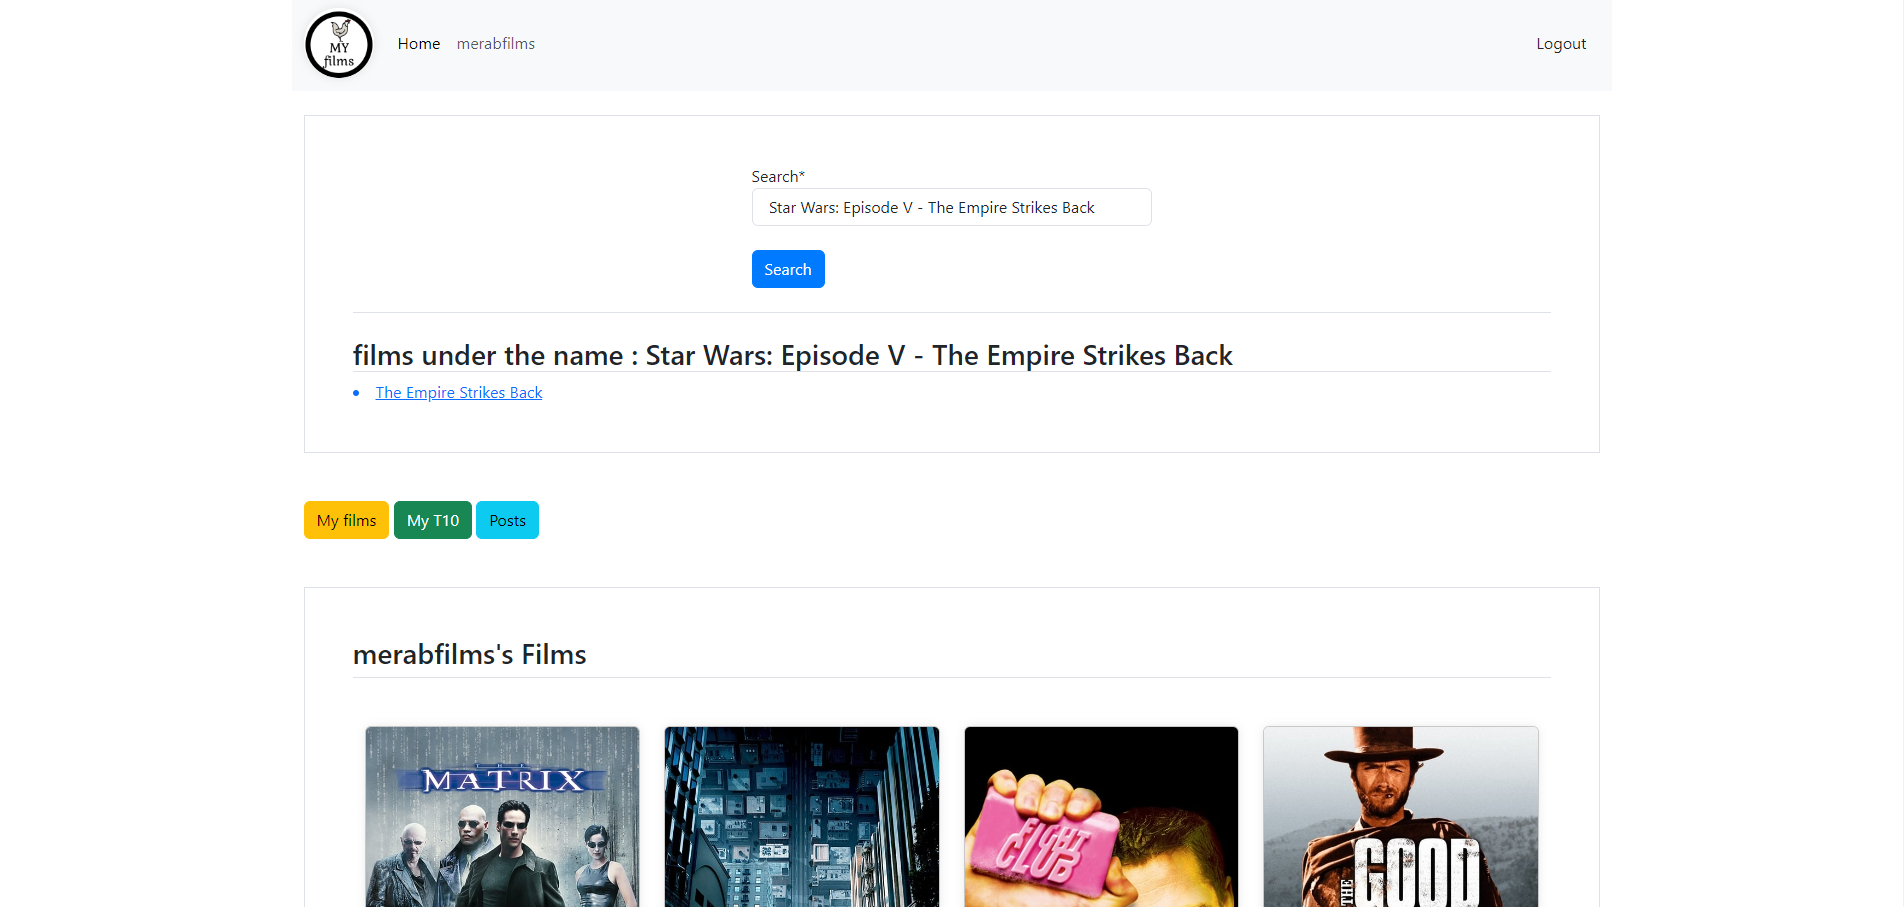 MY
films
Home merabfilms Logout
Search*
Star Wars: Episode V - The Empire Strikes Back
Search
films under the name : Star Wars: Episode V - The Empire Strikes Back
The Empire Strikes Back
My films My T10 Posts
merabfilms's Films
THE
MATRIX
FIGHT
CLUB
THE GOOD